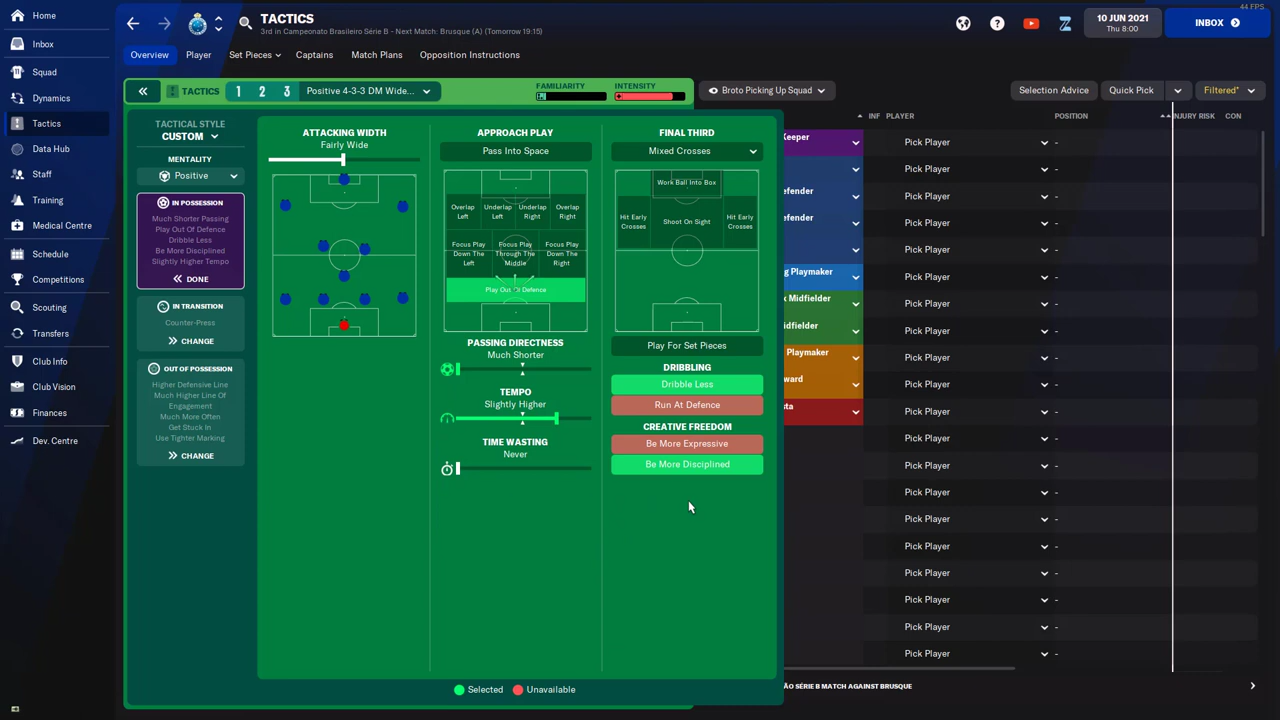 44 FPS
Home
Inbox
Squad
Dynamics
Tactics
Data Hub
Staff
Training
Medical Centre
Schedule
Competitions
Scouting
Transfers
Club Info
Club Vision
Finances
Dev. Centre
TACTICS
3rd in Campeonato Brasileiro Série B - Next Match: Brusque (A) (Tomorrow 19:15)
10 JUN 2021
Thu 8:00
INBOX
Overview
Player
Set Pieces
Captains
Match Plans
Opposition Instructions
TACTICS
1 2 3
Positive 4-3-3 DM Wide...
FAMILIARITY
INTENSITY
Broto Picking Up Squad
Selection Advice
Quick Pick
Filtered*
TACTICAL STYLE
CUSTOM
MENTALITY
Positive
IN POSSESSION
Much Shorter Passing
Play Out Of Defence
Dribble Less
Be More Disciplined
Slightly Higher Tempo
DONE
IN TRANSITION
Counter-Press
CHANGE
OUT OF POSSESSION
Higher Defensive Line
Much Higher Line Of
Engagement
Much More Often
Get Stuck In
Use Tighter Marking
CHANGE
ATTACKING WIDTH
Fairly Wide
APPROACH PLAY
Pass Into Space
Overlap
Left
Underlap
Left
Underlap
Right
Overlap
Right
Focus Play
Down The
Left
Focus Play
Through The
Middle
Focus Play
Down The
Right
Play Out Of Defence
PASSING DIRECTNESS
Much Shorter
TEMPO
Slightly Higher
TIME WASTING
Never
FINAL THIRD
Mixed Crosses
Work Ball Into Box
Hit Early
Crosses
Shoot On Sight
Hit Early
Crosses
Play For Set Pieces
DRIBBLING
Dribble Less
Run At Defence
CREATIVE FREEDOM
Be More Expressive
Be More Disciplined
Selected
Unavailable
INF
PLAYER
POSITION
NJURY RISK
CON
Keeper
Pick Player -
Pick Player -
efender
Pick Player -
efender
Pick Player -
Pick Player -
g Playmaker
Pick Player -
x Midfielder
Pick Player -
idfielder
Pick Player -
Playmaker
Pick Player -
ward
Pick Player -
sta
Pick Player -
Pick Player -
Pick Player -
Pick Player -
Pick Player -
Pick Player -
Pick Player -
Pick Player -
Pick Player -
Pick Player -
ÃO SÉRIE B MATCH AGAINST BRUSQUE